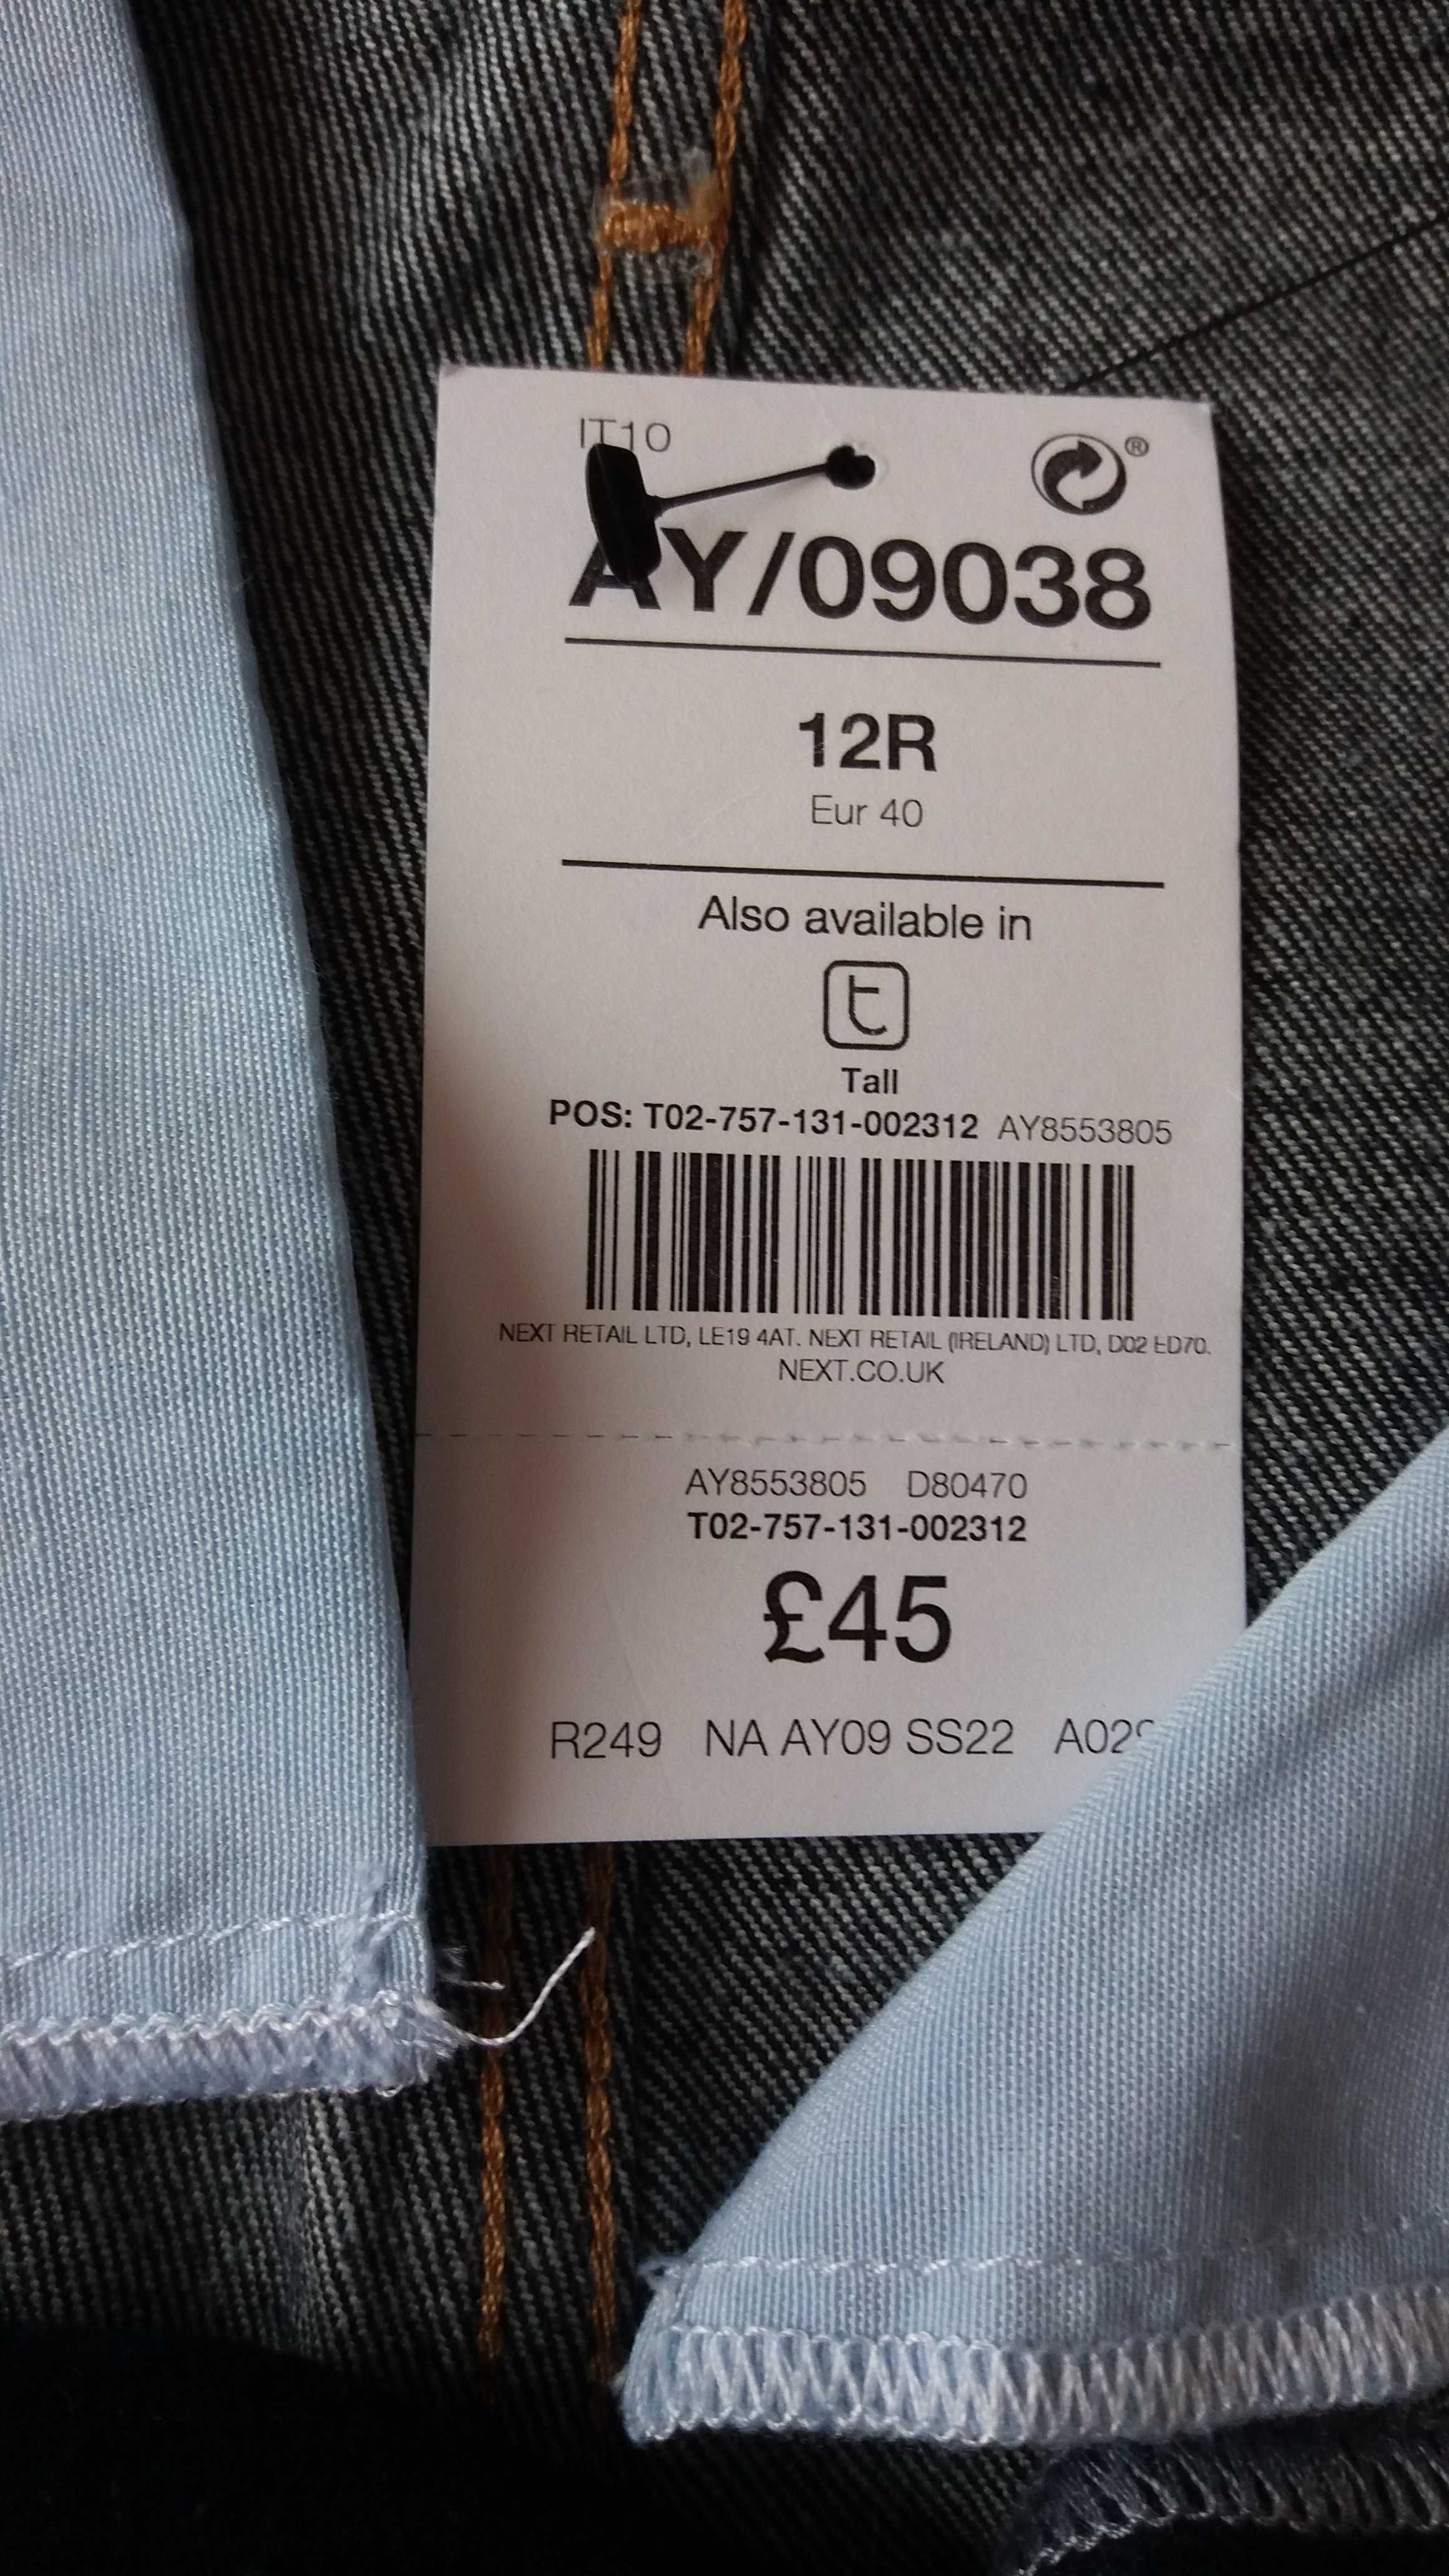 IT10
®
AY/09038
12R
Eur 40
Also available in
t
Tall
POS: T02-757-131-002312 AY8553805
NEXT RETAIL LTD, LE19 4AT. NEXT RETAIL (IRELAND) LTD, D02 ED70.
NEXT.CO.UK
AY8553805 D80470
T02-757-131-002312
£45
R249 NA AY09 SS22